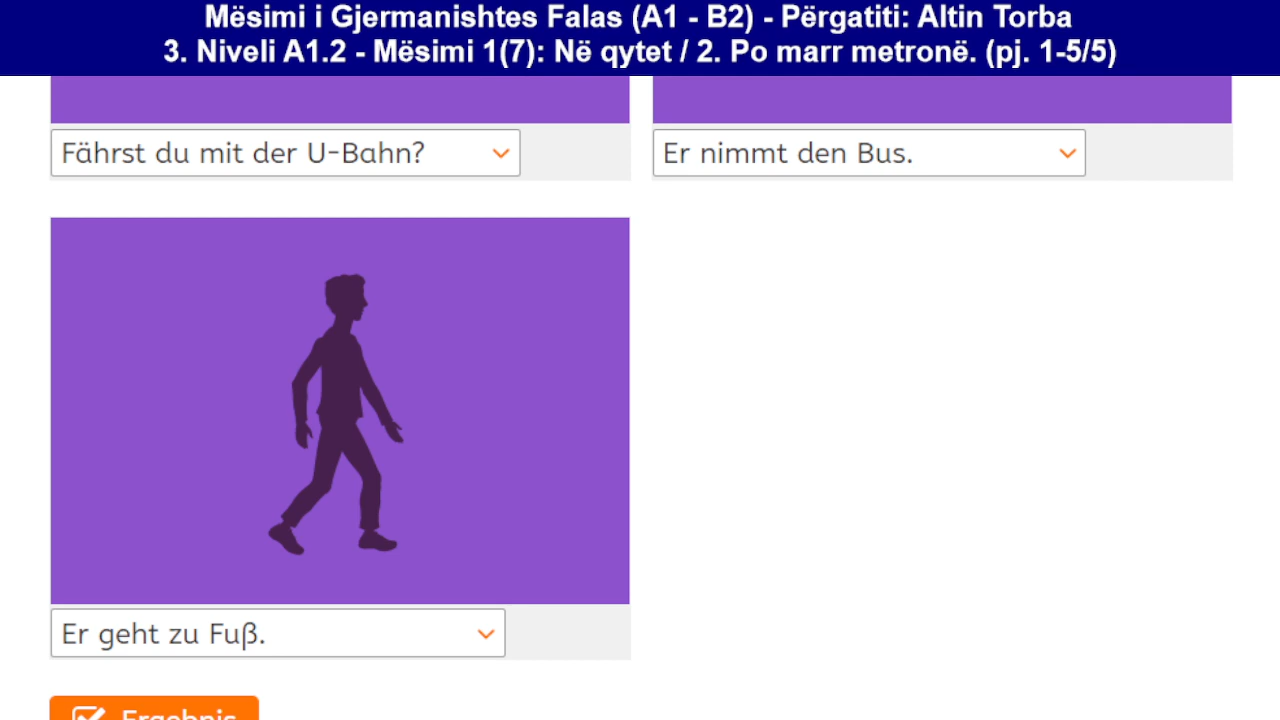 Mësimi i Gjermanishtes Falas (A1 - B2) - Përgatiti: Altin Torba
3. Niveli A1.2 - Mësimi 1(7): Në qytet / 2. Po marr metronë. (pj. 1-5/5)
Fährst du mit der U-Bahn?
Er nimmt den Bus.
Er geht zu Fuß.
Ergebnis